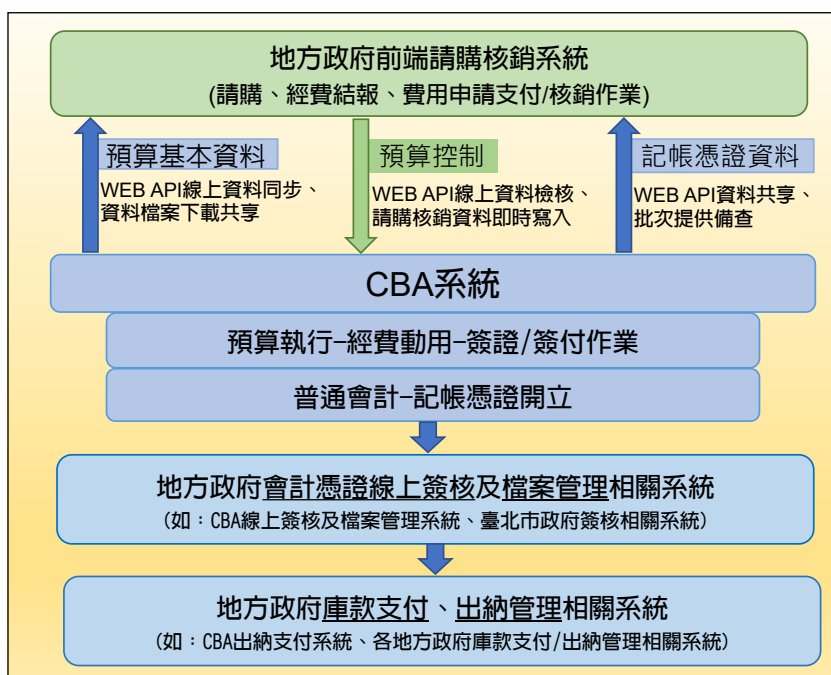 地方政府前端請購核銷系統
(請購、經費結報、費用申請支付/核銷作業)
預算基本資料
WEB API線上資料同步、
資料檔案下載共享
預算控制
WEB API線上資料檢核、
請購核銷資料即時寫入
記帳憑證資料
WEB API資料共享、
批次提供備查
CBA系統
預算執行−經費動用−簽證/簽付作業
普通會計−記帳憑證開立
地方政府會計憑證線上簽核及檔案管理相關系統
(如：CBA線上簽核及檔案管理系統、臺北市政府簽核相關系統)
地方政府庫款支付、出納管理相關系統
(如：CBA出納支付系統、各地方政府庫款支付/出納管理相關系統)